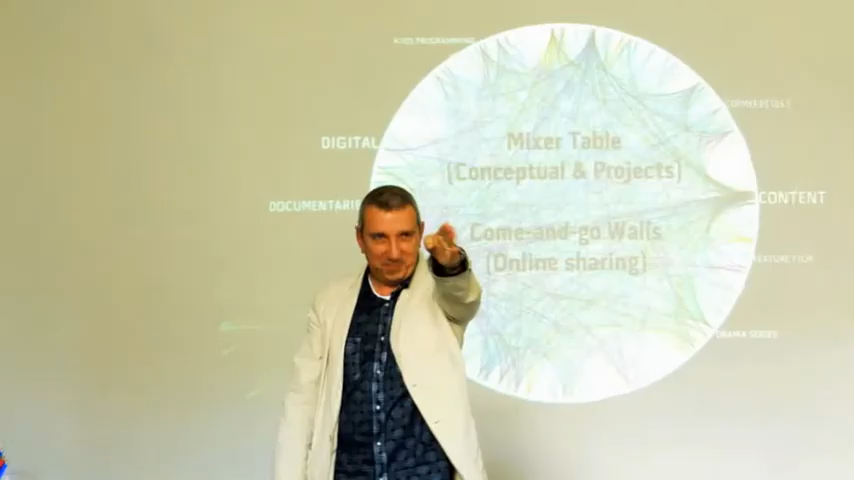 KIDS PROGRAMMING
DIGITAL
DOCUMENTARIE
Mixer Table
(Conceptual & Projects)
Come-and-go Walls
(Online sharing)
COMMERCIALS
CONTENT
FEATURE FILM
DRAMA SERIES